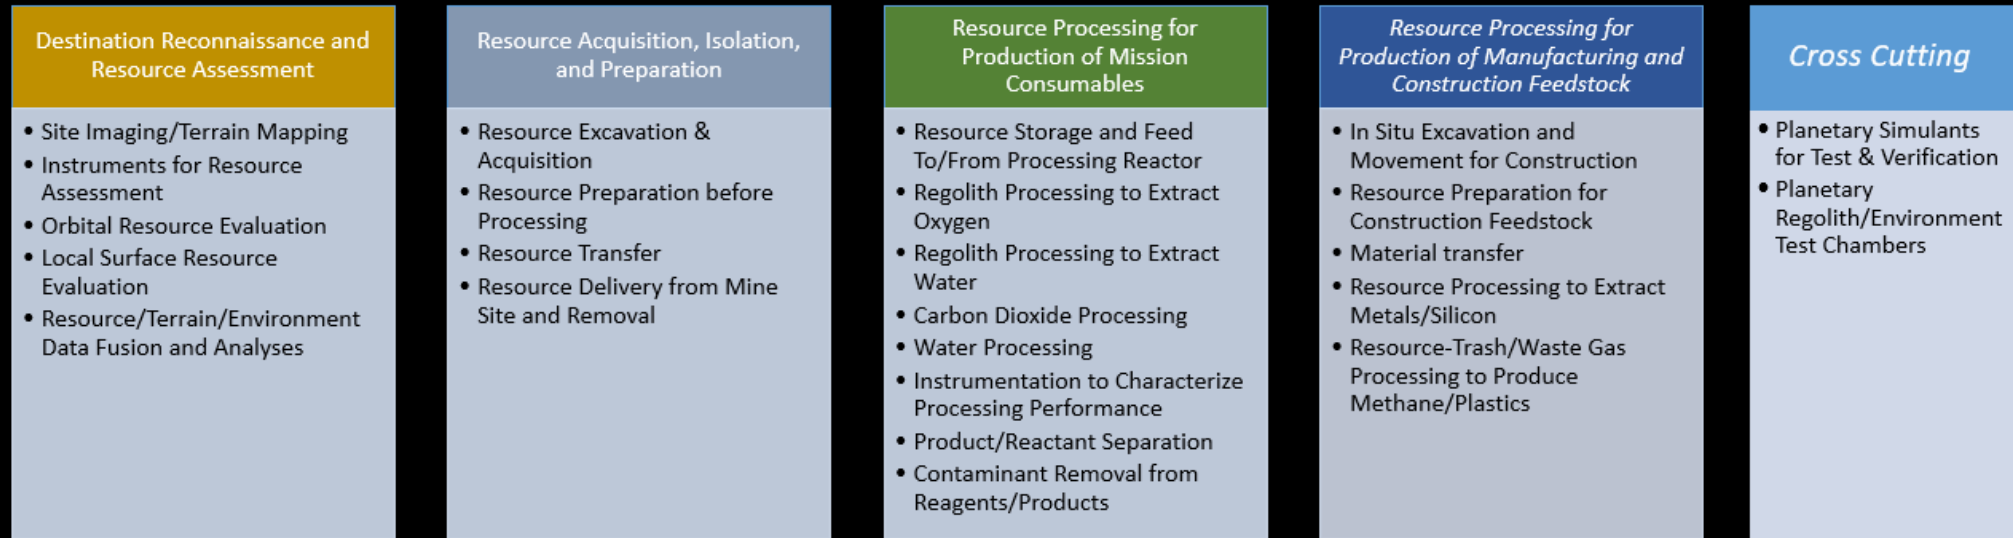 Destination Reconnaissance and
Resource Assessment
• Site Imaging/Terrain Mapping
• Instruments for Resource
Assessment
• Orbital Resource Evaluation
• Local Surface Resource
Evaluation
• Resource/Terrain/Environment
Data Fusion and Analyses
Resource Acquisition, Isolation,
and Preparation
• Resource Excavation &
Acquisition
• Resource Preparation before
Processing
• Resource Transfer
• Resource Delivery from Mine
Site and Removal
Resource Processing for
Production of Mission
Consumables
• Resource Storage and Feed
To/From Processing Reactor
• Regolith Processing to Extract
Oxygen
• Regolith Processing to Extract
Water
• Carbon Dioxide Processing
• Water Processing
• Instrumentation to Characterize
Processing Performance
• Product/Reactant Separation
• Contaminant Removal from
Reagents/Products
Resource Processing for
Production of Manufacturing and
Construction Feedstock
• In Situ Excavation and
Movement for Construction
• Resource Preparation for
Construction Feedstock
• Material transfer
• Resource Processing to Extract
Metals/Silicon
• Resource-Trash/Waste Gas
Processing to Produce
Methane/Plastics
Cross Cutting
• Planetary Simulants
for Test & Verification
• Planetary
Regolith/Environment
Test Chambers